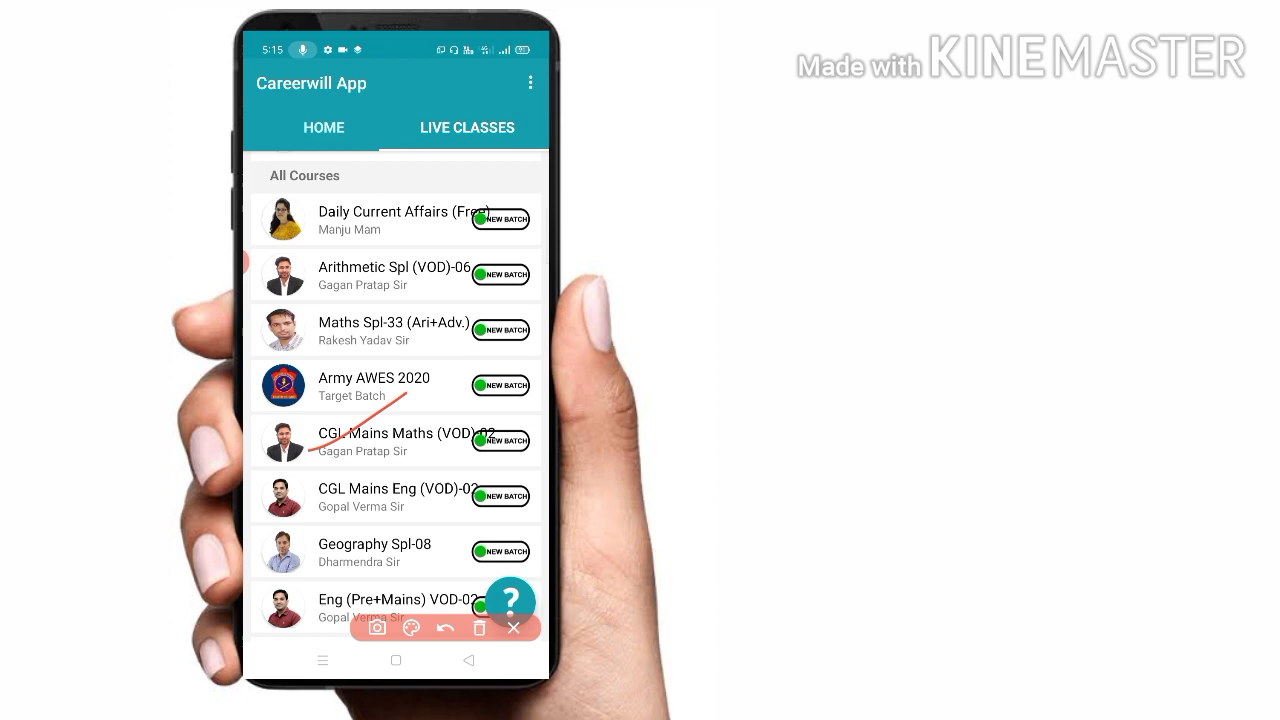 Made with KINEMASTER
5:15
91
Careerwill App
HOME
LIVE CLASSES
All Courses
Daily Current Affairs (Free)
NEW BATCH
Manju Mam
Arithmetic Spl (VOD)-06
NEW BATCH
Gagan Pratap Sir
Maths Spl-33 (Ari+Adv.)
NEW BATCH
Rakesh Yadav Sir
Army AWES 2020
NEW BATCH
Target Batch
CGL Mains Maths (VOD)-02
NEW BATCH
Gagan Pratap Sir
CGL Mains Eng (VOD)-02
NEW BATCH
Gopal Verma Sir
Geography Spl-08
NEW BATCH
Dharmendra Sir
Eng (Pre+Mains) VOD-02
?
Gopal Verma Sir